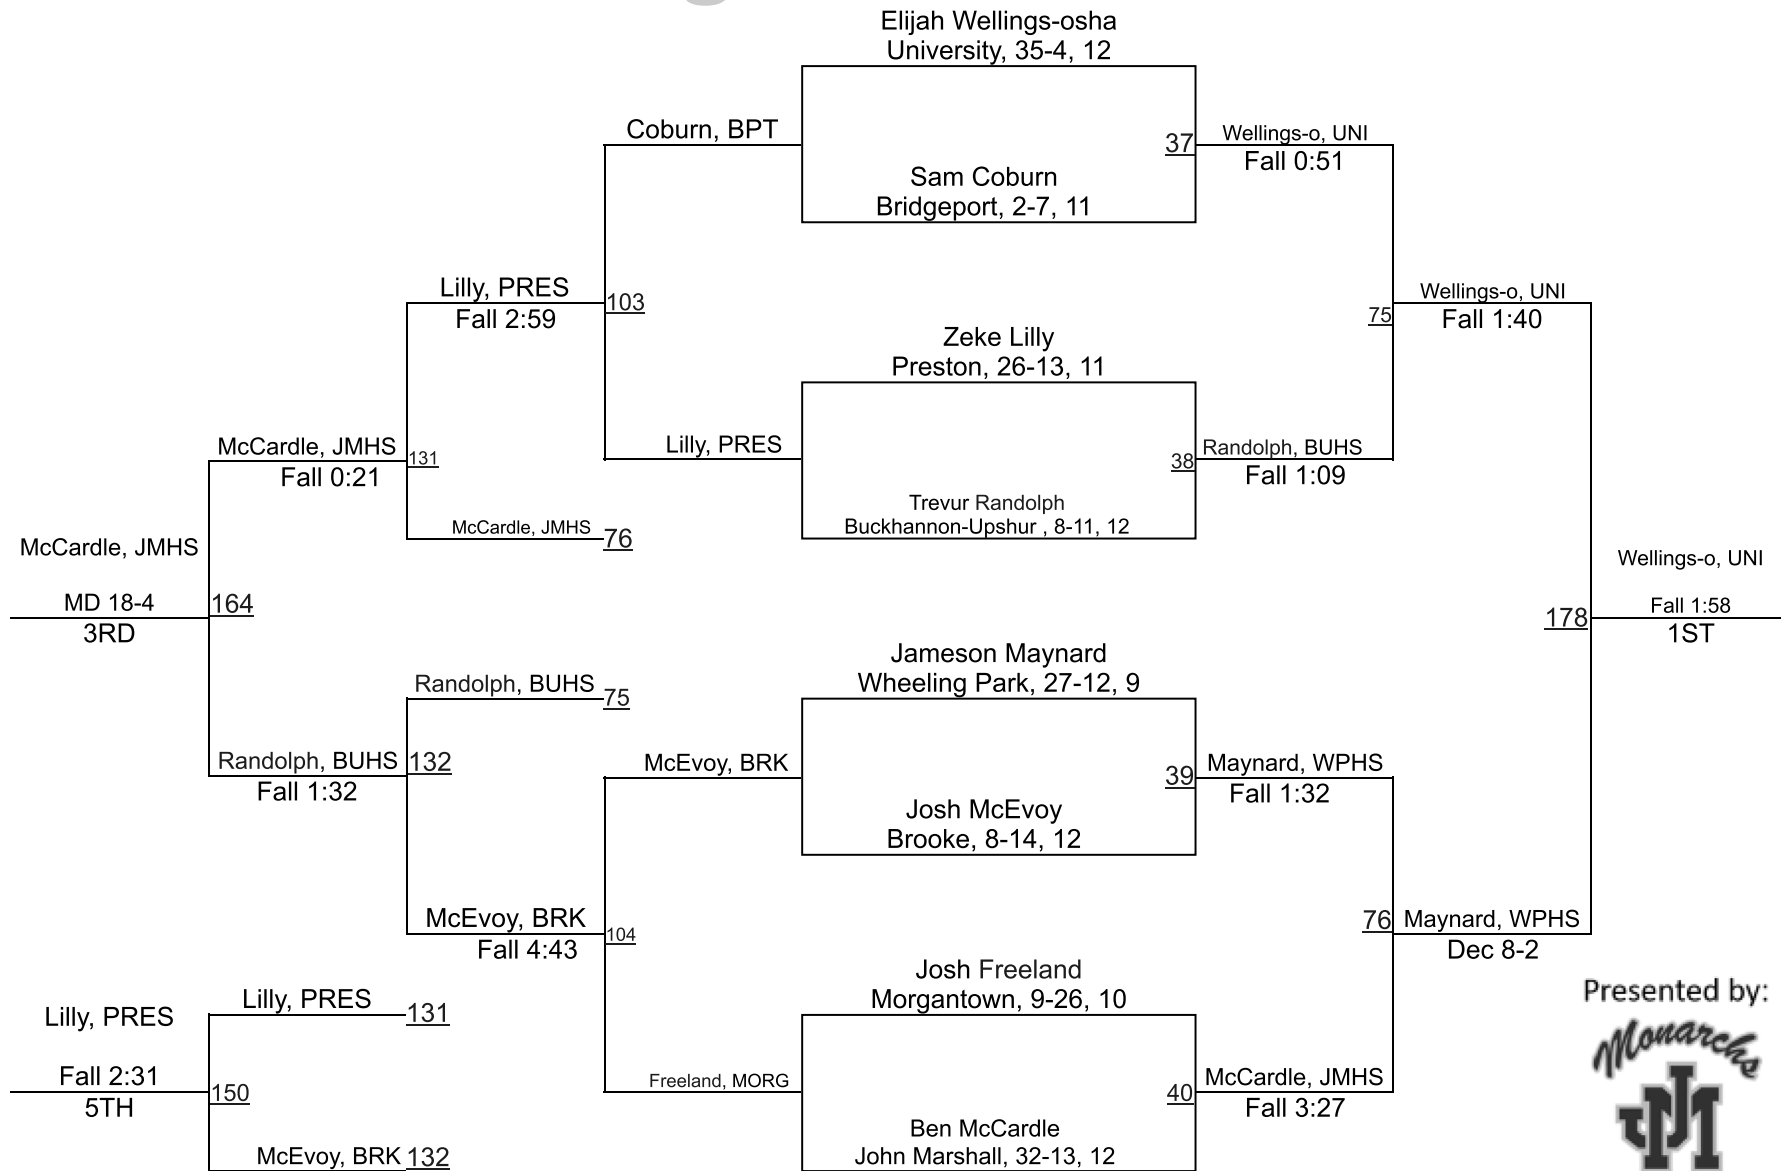 Elijah Wellings-osha
University, 35-4, 12
Coburn, BPT
37
Wellings-o, UNI
Fall 0:51
Sam Coburn
Bridgeport, 2-7, 11
Lilly, PRES
Fall 2:59
103
Wellings-o, UNI
Fall 1:40
75
Zeke Lilly
Preston, 26-13, 11
McCardle, JMHS
Fall 0:21
131
Lilly, PRES
38
Randolph, BUHS
Fall 1:09
Trevur Randolph
Buckhannon-Upshur , 8-11, 12
McCardle, JMHS
76
McCardle, JMHS
MD 18-4
3RD
164
Wellings-o, UNI
Fall 1:58
1ST
178
Jameson Maynard
Wheeling Park, 27-12, 9
Randolph, BUHS
75
Randolph, BUHS
Fall 1:32
132
McEvoy, BRK
39
Maynard, WPHS
Fall 1:32
Josh McEvoy
Brooke, 8-14, 12
McEvoy, BRK
Fall 4:43
104
76
Maynard, WPHS
Dec 8-2
Josh Freeland
Morgantown, 9-26, 10
Lilly, PRES
131
Lilly, PRES
Fall 2:31
5TH
150
Freeland, MORG
40
McCardle, JMHS
Fall 3:27
Ben McCardle
John Marshall, 32-13, 12
McEvoy, BRK
132
Presented by:
Monarchs
JM